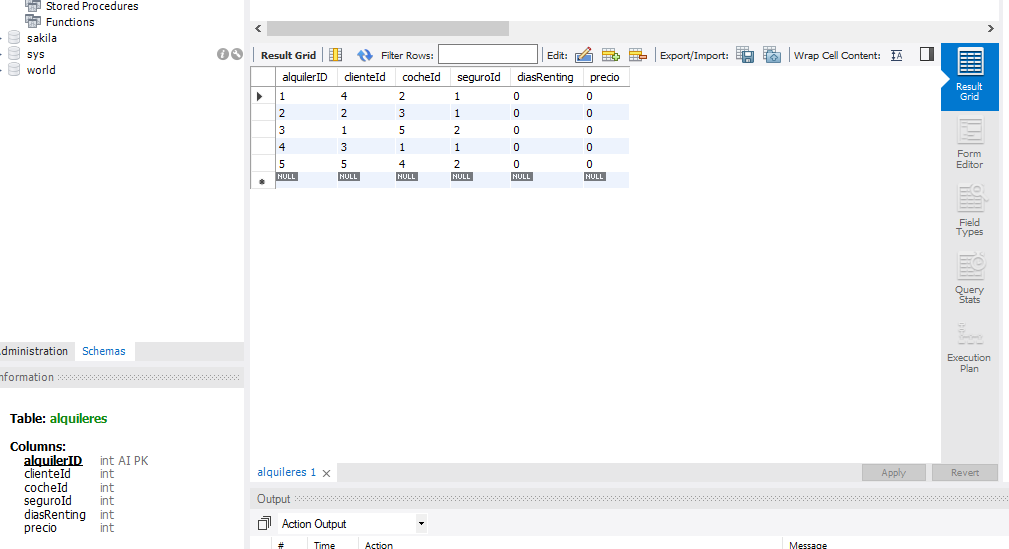 Stored Procedures
Functions
sakila
sys
world
Result Grid Filter Rows: Edit: Export/Import: Wrap Cell Content:
alquilerID clienteId cocheId seguroId diasRenting precio
1 4 2 1 0 0
2 2 3 1 0 0
3 1 5 2 0 0
4 3 1 1 0 0
5 5 4 2 0 0
NULL NULL NULL NULL NULL NULL
Result
Grid
Form
Editor
Field
Types
Query
Stats
Execution
Plan
dministration Schemas
nformation
Table: alquileres
Columns:
alquilerID int AI PK
clienteId int
cocheId int
seguroId int
diasRenting int
precio int
alquileres 1
Apply Revert
Output
Action Output
# Time Action Message